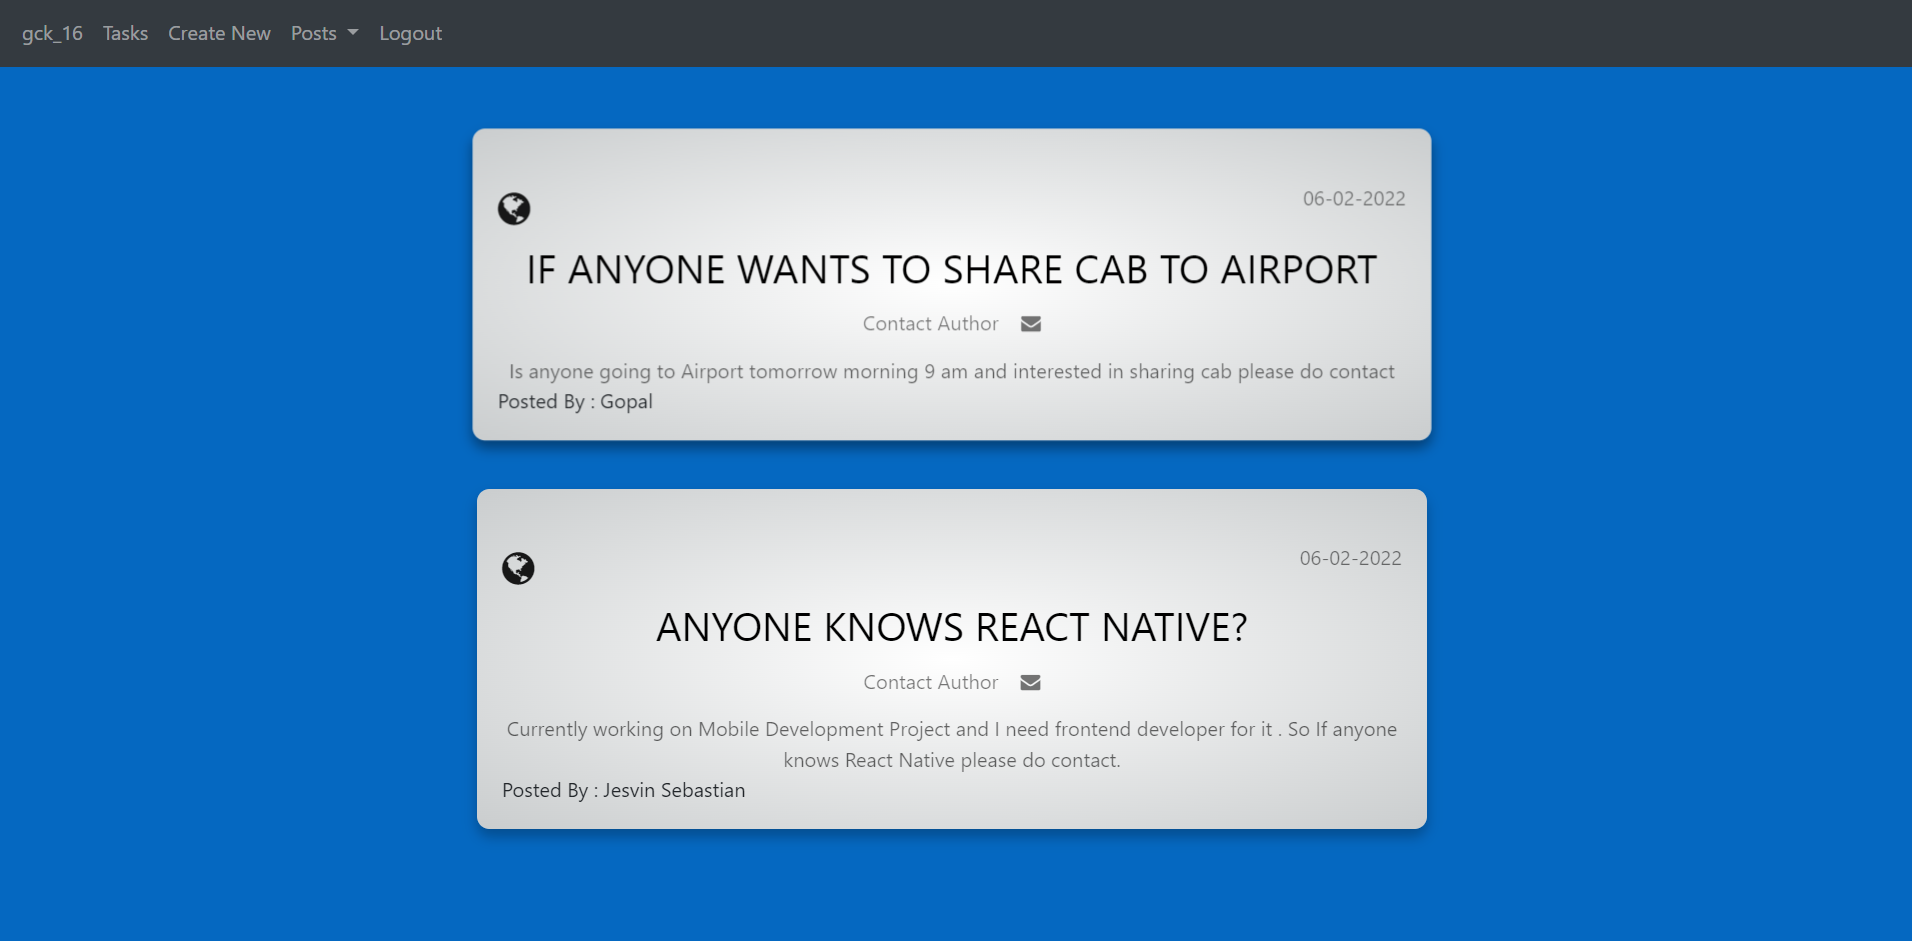 gck_16 Tasks Create New Posts Logout
06-02-2022
IF ANYONE WANTS TO SHARE CAB TO AIRPORT
Contact Author
Is anyone going to Airport tomorrow morning 9 am and interested in sharing cab please do contact
Posted By : Gopal
06-02-2022
ANYONE KNOWS REACT NATIVE?
Contact Author
Currently working on Mobile Development Project and I need frontend developer for it . So If anyone
knows React Native please do contact.
Posted By : Jesvin Sebastian